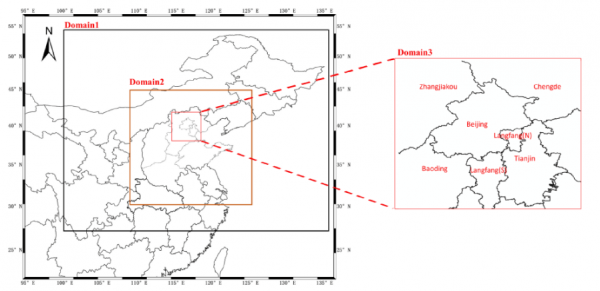 95° E 100° E 105° E 110° E 115° E 120° E 125° E 130° E 135° E
Domain1
N
55° N 55° N
50° N 50° N
45° N 45° N
40° N 40° N
35° N 35° N
30° N 30° N
25° N 25° N
Domain2
95° E 100° E 105° E 110° E 115° E 120° E 125° E 130° E 135° E
Domain3
Zhangjiakou Chengde
Beijing
Langfang(N)
Tianjin
Baoding Langfang(S)